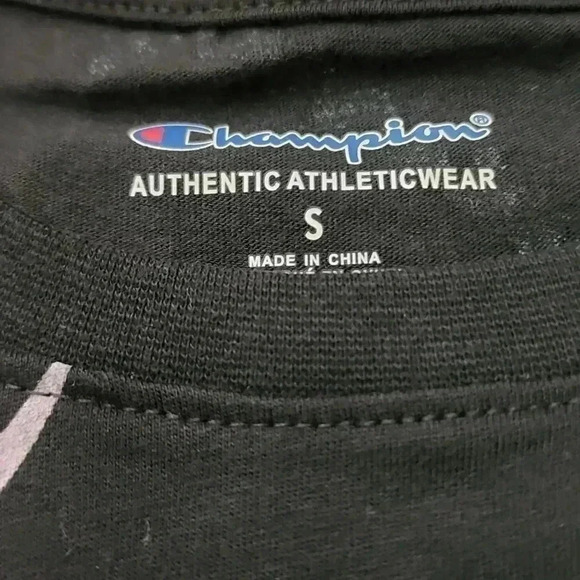 Champion®
AUTHENTIC ATHLETICWEAR
S
MADE IN CHINA